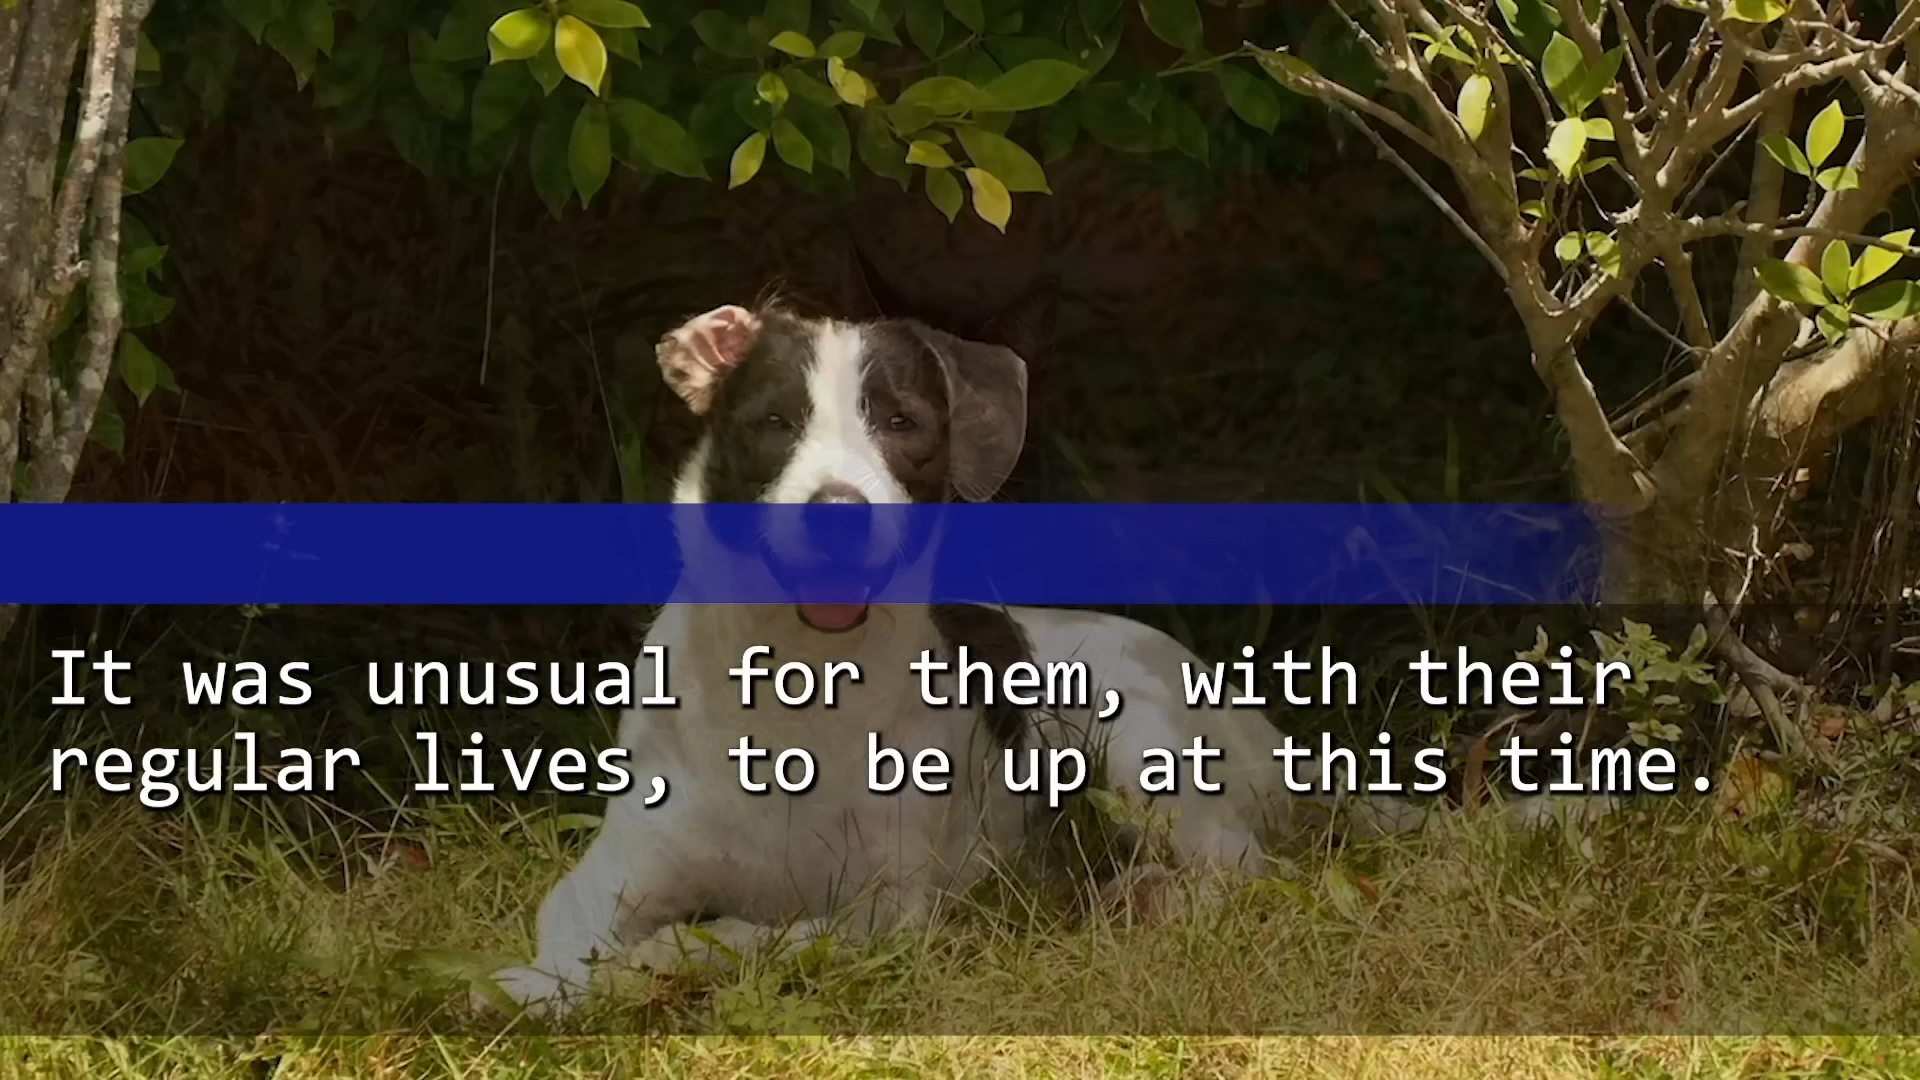 It was unusual for them, with their
regular lives, to be up at this time.